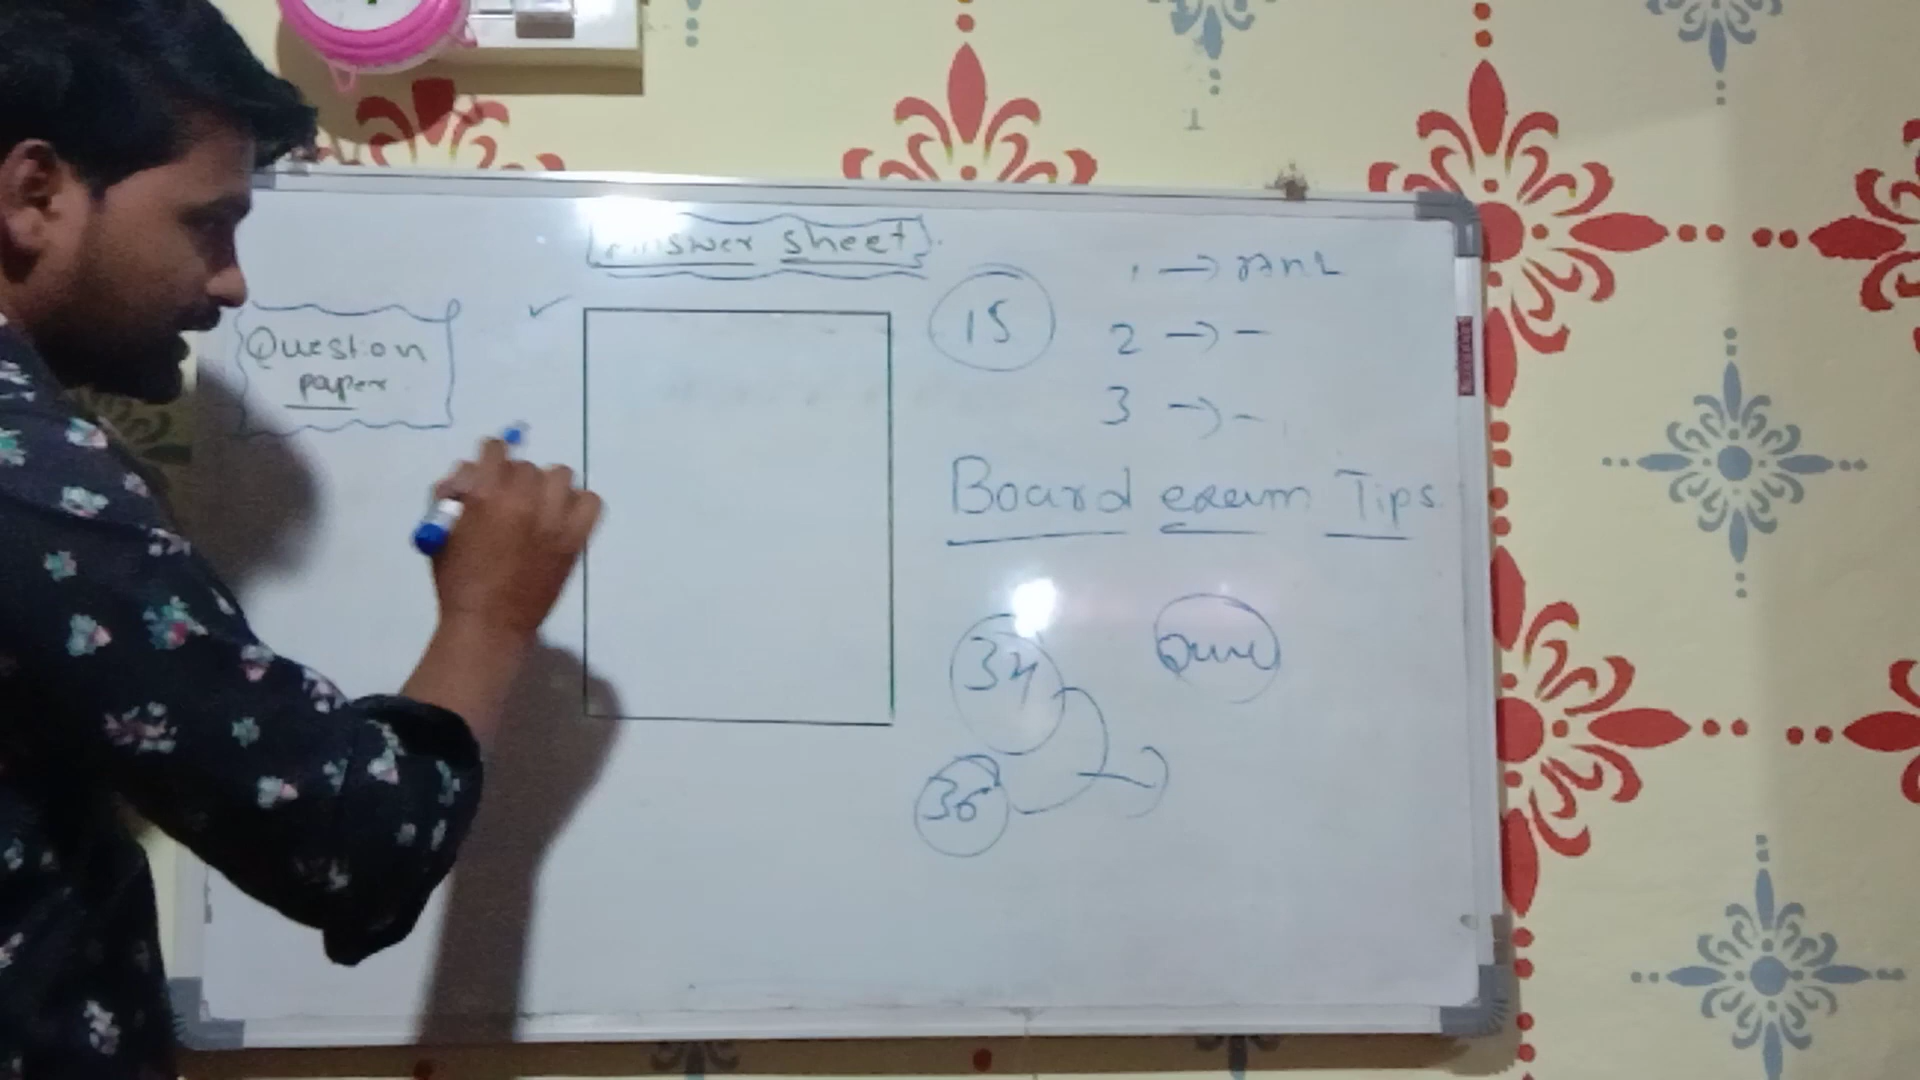 Answer sheet
Question
paper
15
1 →
2 → -
3 → -
Board exam Tips
34
36